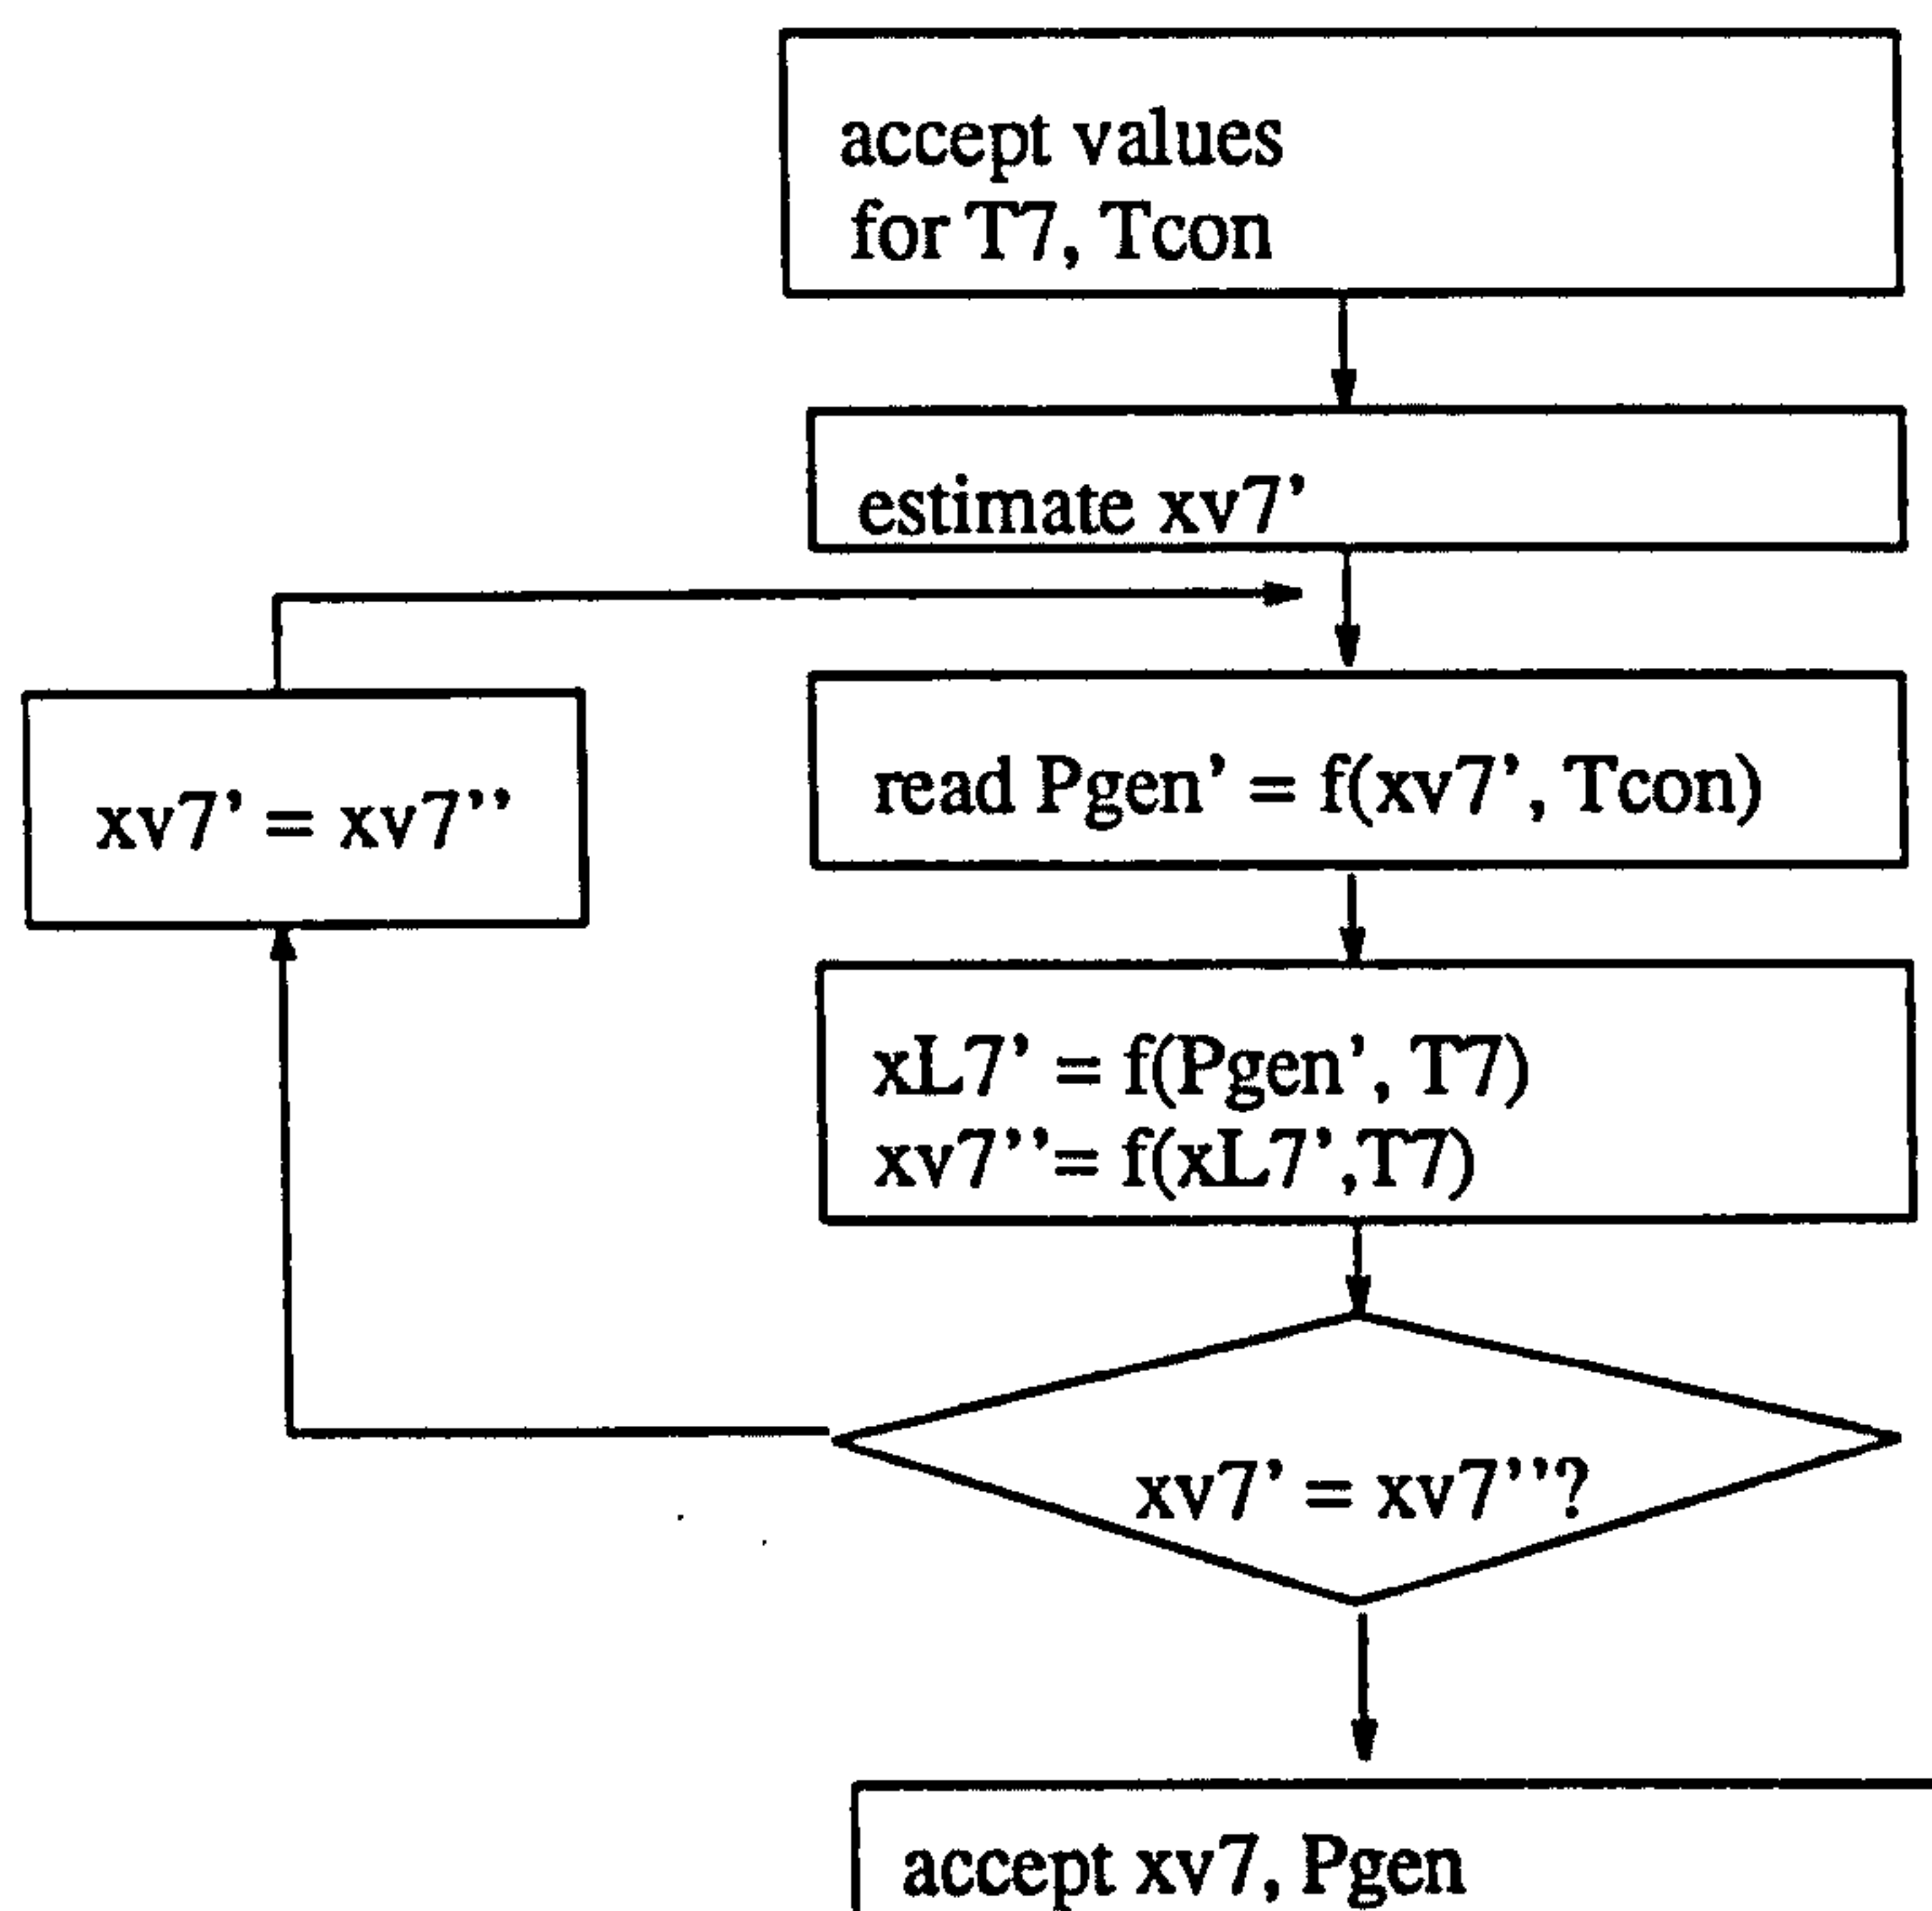 accept values
for T7, Tcon
estimate xv7’
read Pgen’ = f(xv7’, Tcon)
xv7’ = xv7’’
xL7’ = f(Pgen’, T7)
xv7’’= f(xL7’,T7)
xv7’ = xv7’’?
accept xv7, Pgen